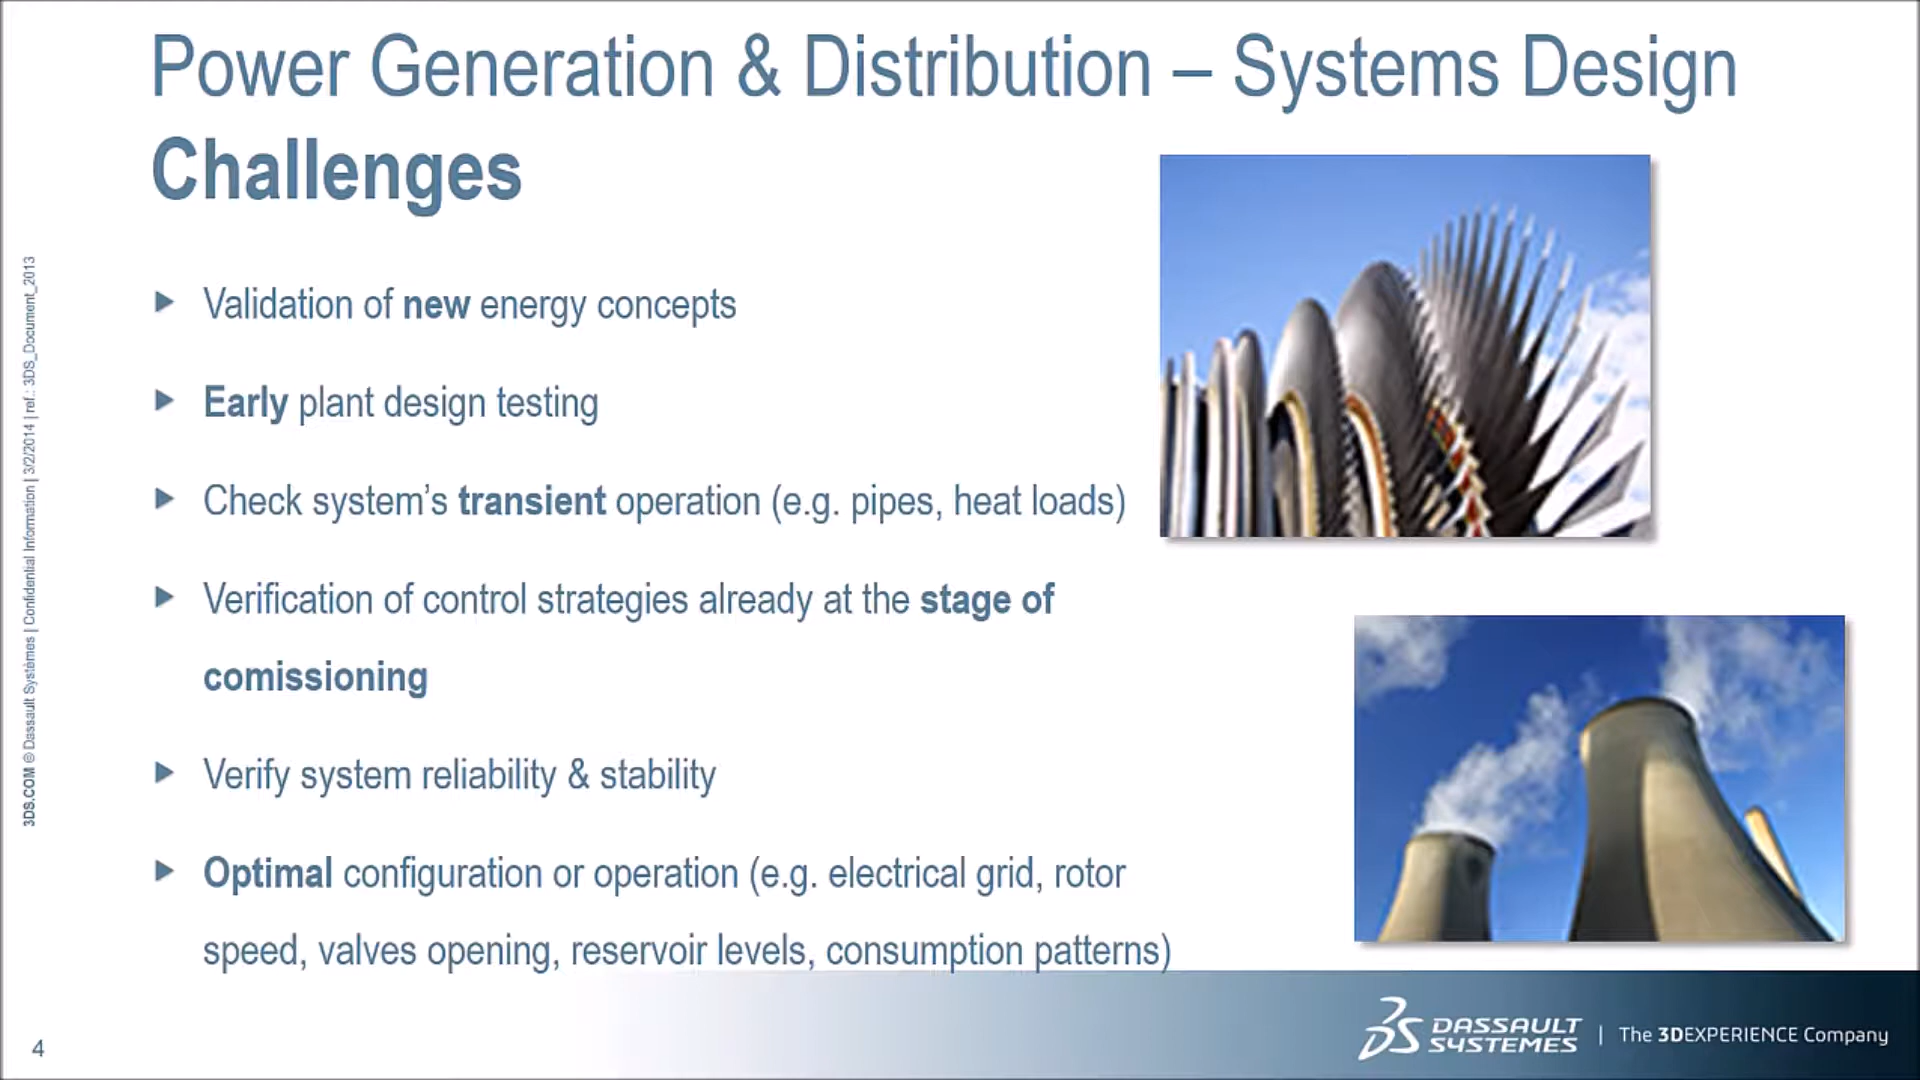 Power Generation & Distribution – Systems Design
Challenges
Validation of new energy concepts
Early plant design testing
Check system’s transient operation (e.g. pipes, heat loads)
Verification of control strategies already at the stage of
comissioning
Verify system reliability & stability
Optimal configuration or operation (e.g. electrical grid, rotor
speed, valves opening, reservoir levels, consumption patterns)
3DS.COM © Dassault Systèmes | Confidential Information | 3/2/2014 | ref.: 3DS_Document_2013
4
DASSAULT
SYSTEMES
| The 3DEXPERIENCE Company